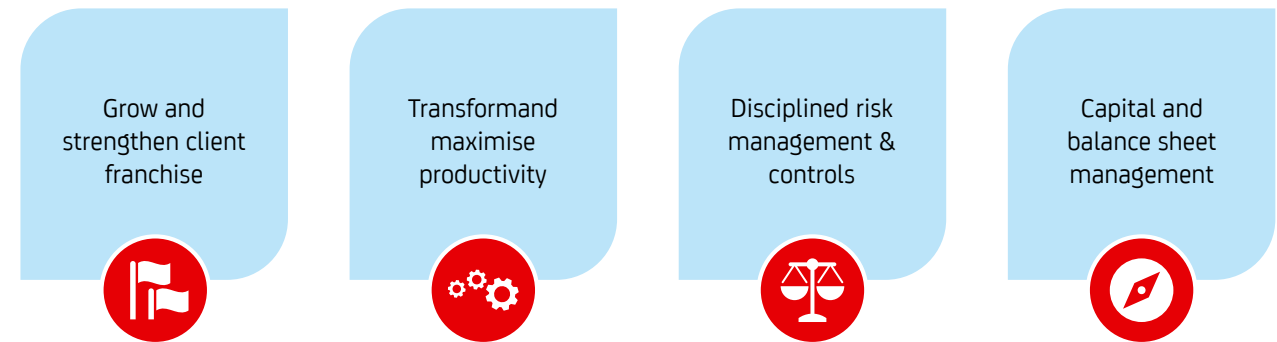 Grow and
strengthen client
franchise
Transformand
maximise
productivity
Disciplined risk
management &
controls
Capital and
balance sheet
management